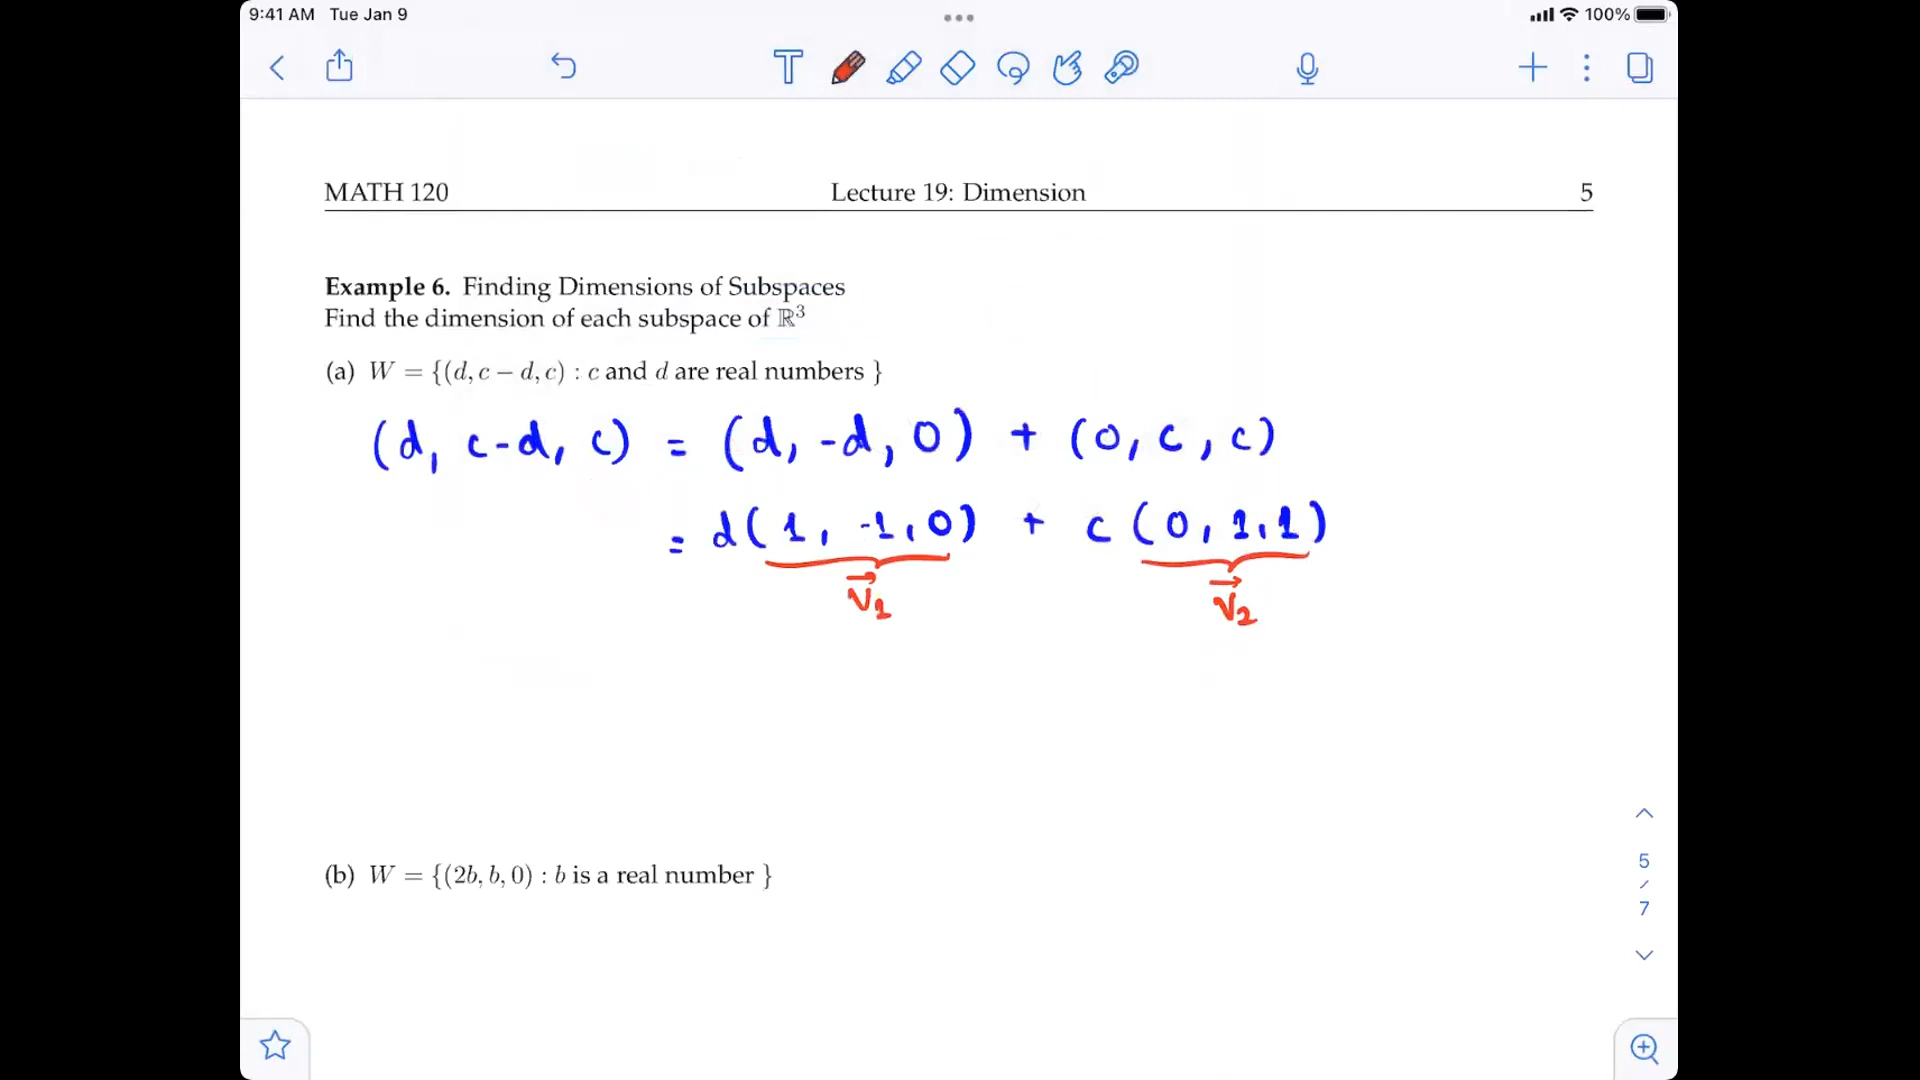 9:41 AM Tue Jan 9 100%
T
MATH 120 Lecture 19: Dimension 5
Example 6. Finding Dimensions of Subspaces
Find the dimension of each subspace of ℝ³
(a) W = {(d, c − d, c) : c and d are real numbers }
(d, c-d, c) = (d, -d, 0) + (0, c, c)
= d(1, -1, 0) + c(0, 1, 1)
v⃗₁ v⃗₂
(b) W = {(2b, b, 0) : b is a real number }
5
/
7